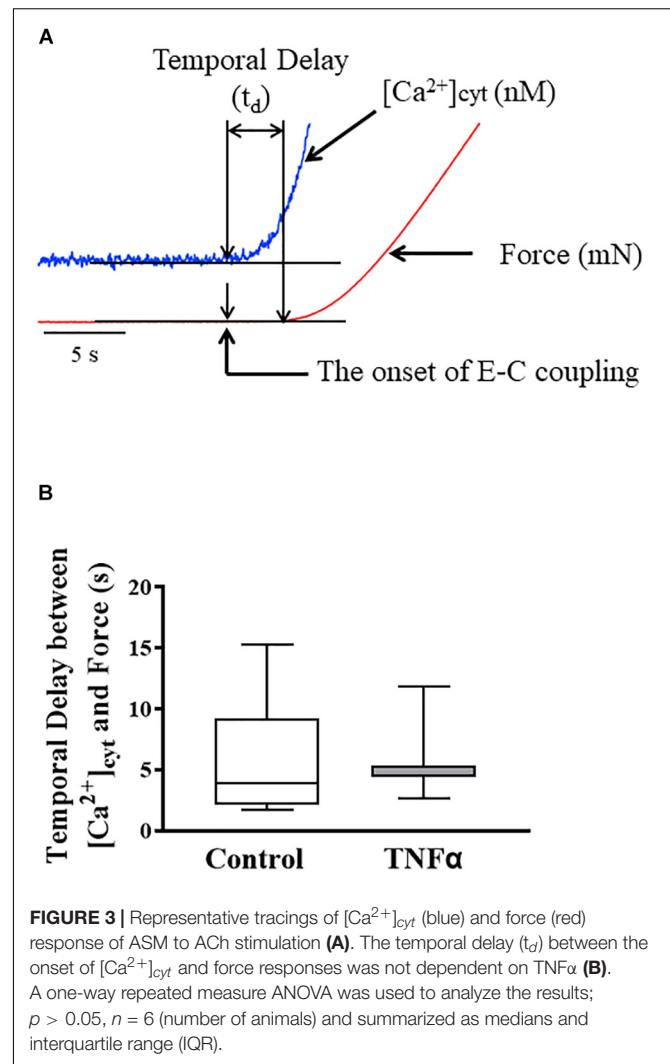 A
Temporal Delay
(t_d)
[Ca²⁺]cyt (nM)
Force (mN)
5 s
The onset of E-C coupling
B
Temporal Delay between
[Ca²⁺]cyt and Force (s)
20
15
10
5
0
Control
TNFα
FIGURE 3 | Representative tracings of [Ca²⁺]cyt (blue) and force (red)
response of ASM to ACh stimulation (A). The temporal delay (t_d) between the
onset of [Ca²⁺]cyt and force responses was not dependent on TNFα (B).
A one-way repeated measure ANOVA was used to analyze the results;
p > 0.05, n = 6 (number of animals) and summarized as medians and
interquartile range (IQR).